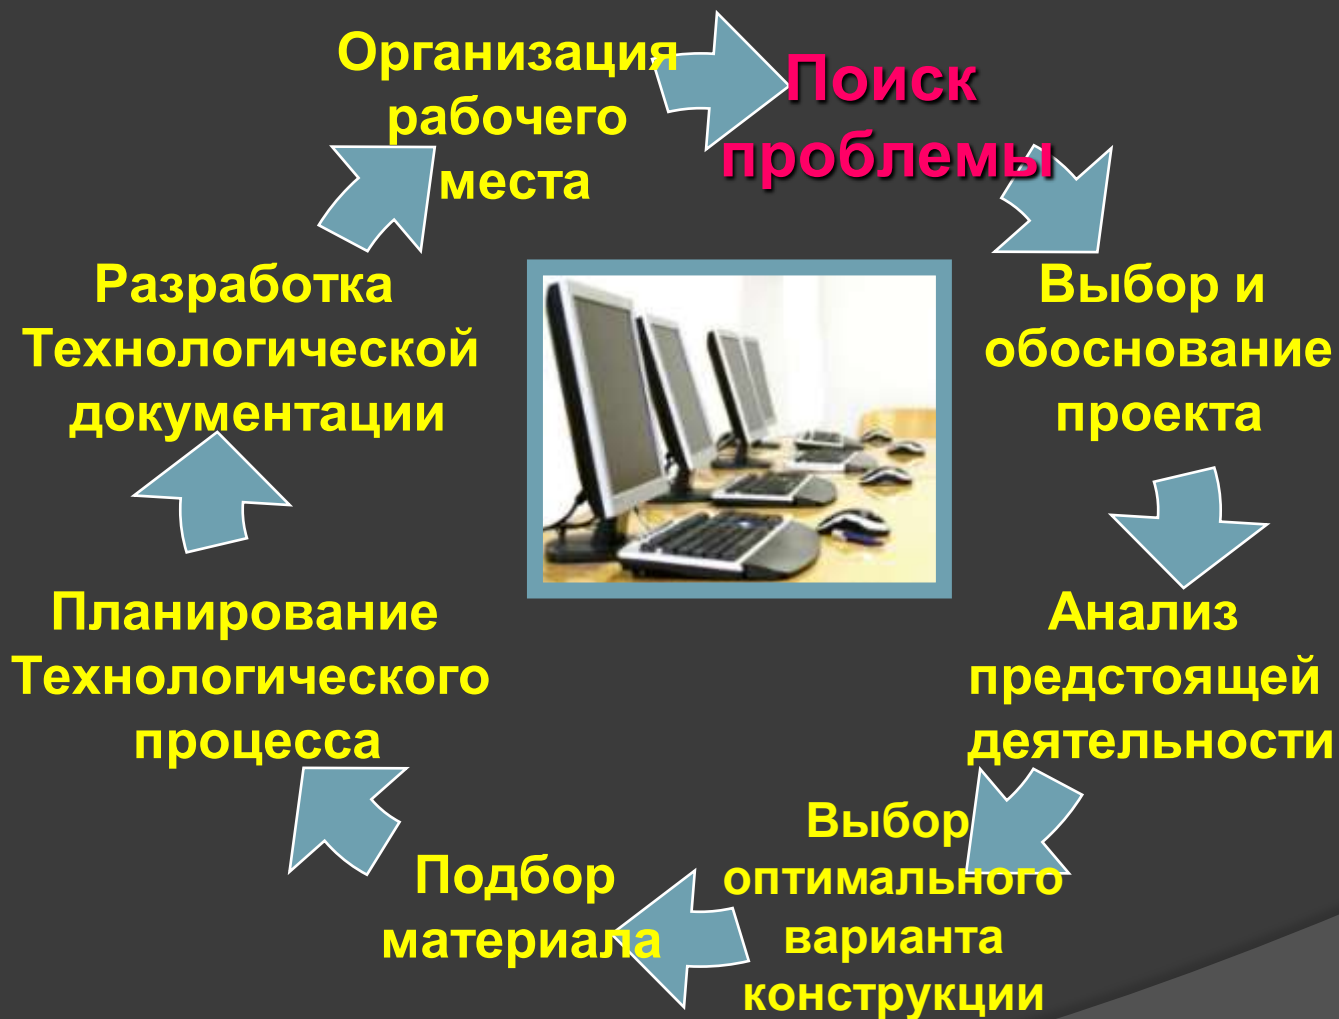 Поиск
проблемы
Выбор и
обоснование
проекта
Анализ
предстоящей
деятельности
Выбор
оптимального
варианта
конструкции
Подбор
материала
Планирование
Технологического
процесса
Разработка
Технологической
документации
Организация
рабочего
места